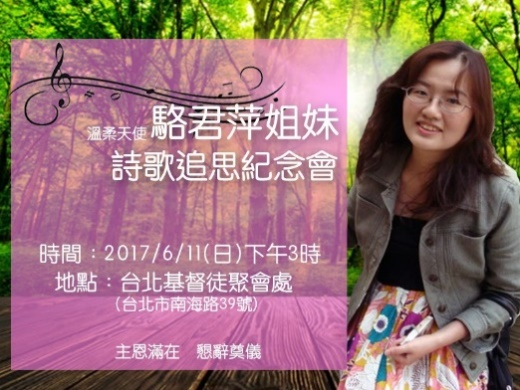 溫柔天使 駱君萍姐妹
詩歌追思紀念會
時間：2017/6/11(日)下午3時
地點：台北基督徒聚會處
(台北市南海路39號)
主恩滿在 懇辭奠儀